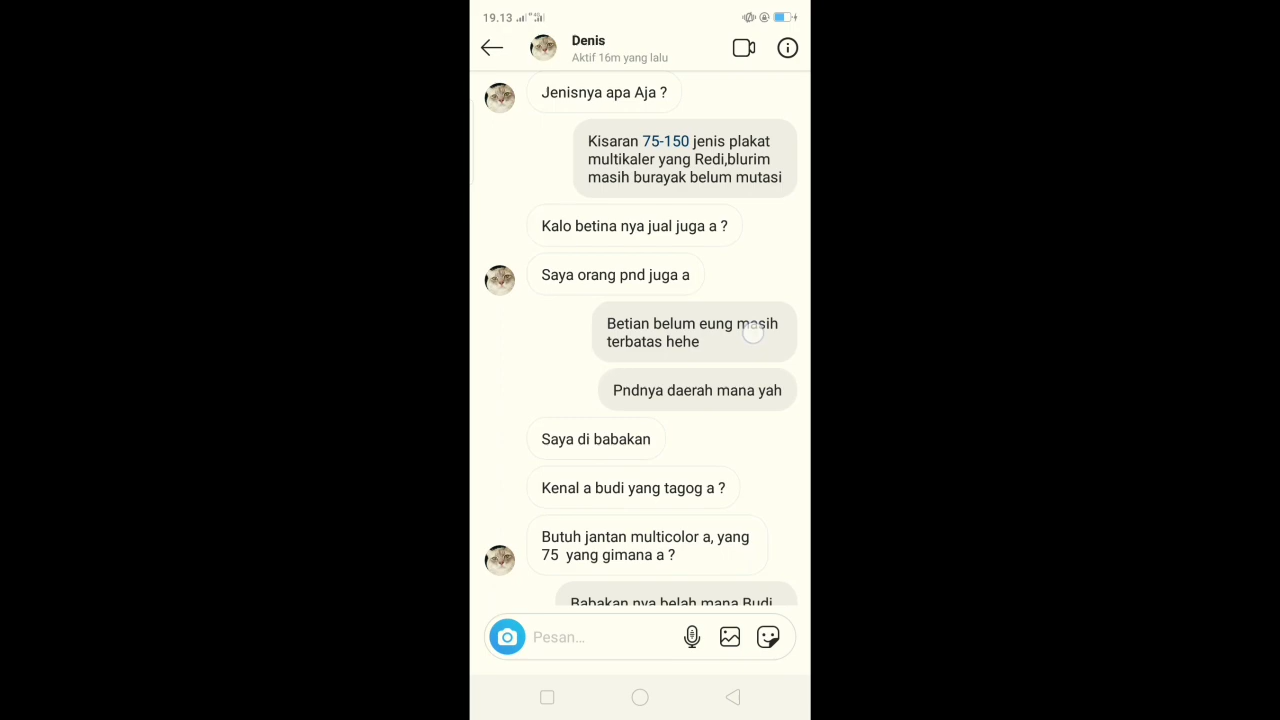 19.13
Denis
Aktif 16m yang lalu
Jenisnya apa Aja ?
Kisaran 75-150 jenis plakat
multikaler yang Redi,blurim
masih burayak belum mutasi
Kalo betina nya jual juga a ?
Saya orang pnd juga a
Betian belum eung masih
terbatas hehe
Pndnya daerah mana yah
Saya di babakan
Kenal a budi yang tagog a ?
Butuh jantan multicolor a, yang
75 yang gimana a ?
Babakan nya belah mana Budi
Pesan...